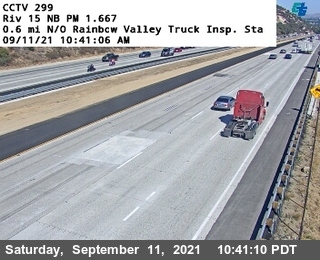 CCTV 299
Riv 15 NB PM 1.667
0.6 mi N/O Rainbow Valley Truck Insp. Sta
09/11/21 10:41:06 AM
Saturday, September 11, 2021 10:41:10 PDT